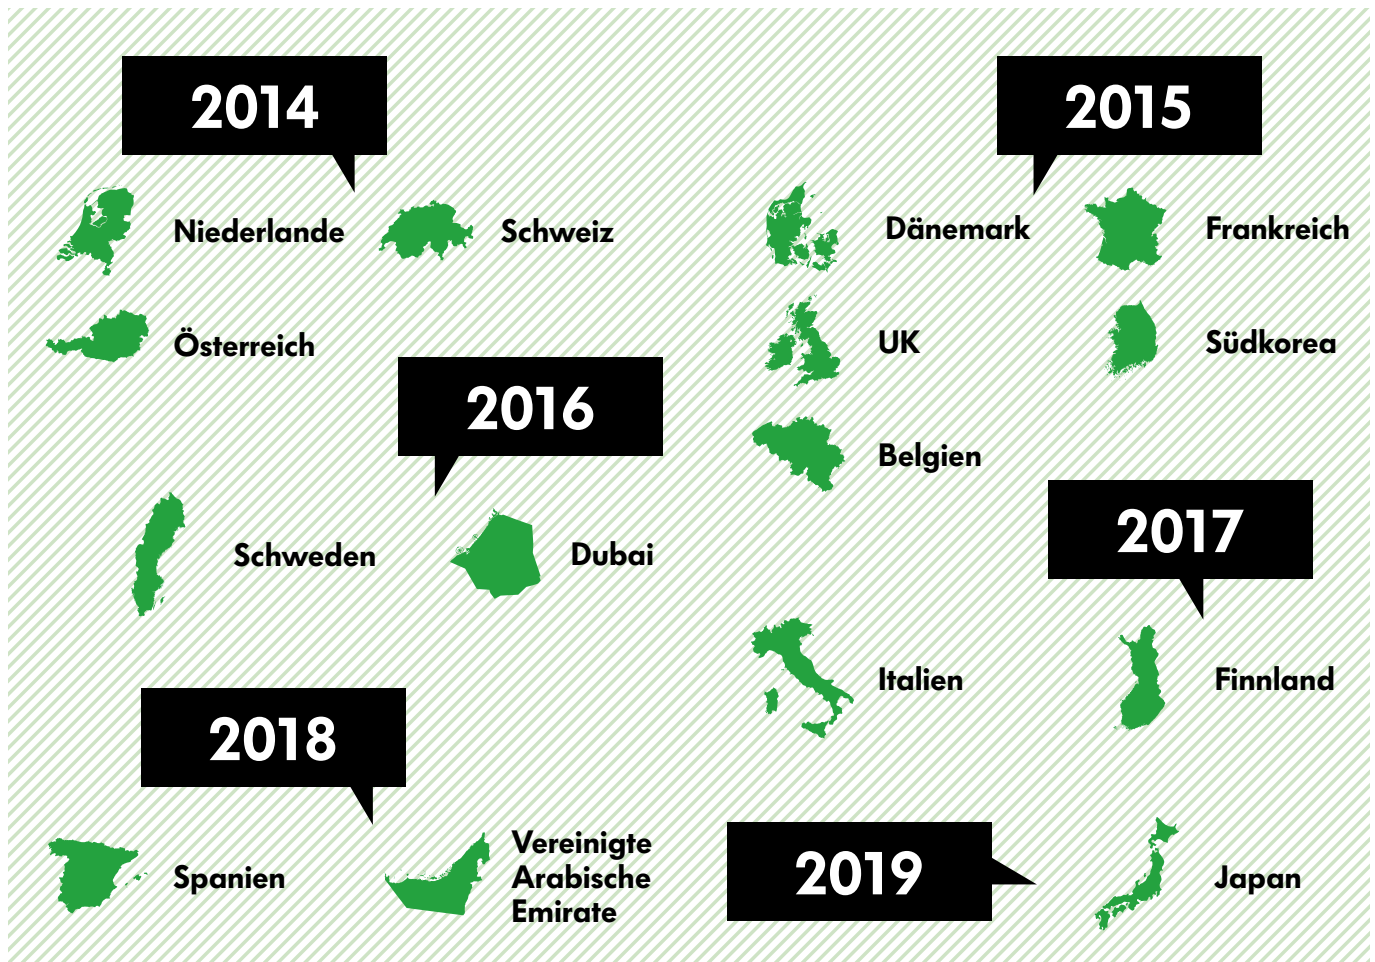 2014
Niederlande
Schweiz
Österreich
2015
Dänemark
Frankreich
UK
Südkorea
Belgien
2016
Schweden
Dubai
2017
Italien
Finnland
2018
Spanien
Vereinigte
Arabische
Emirate
2019
Japan